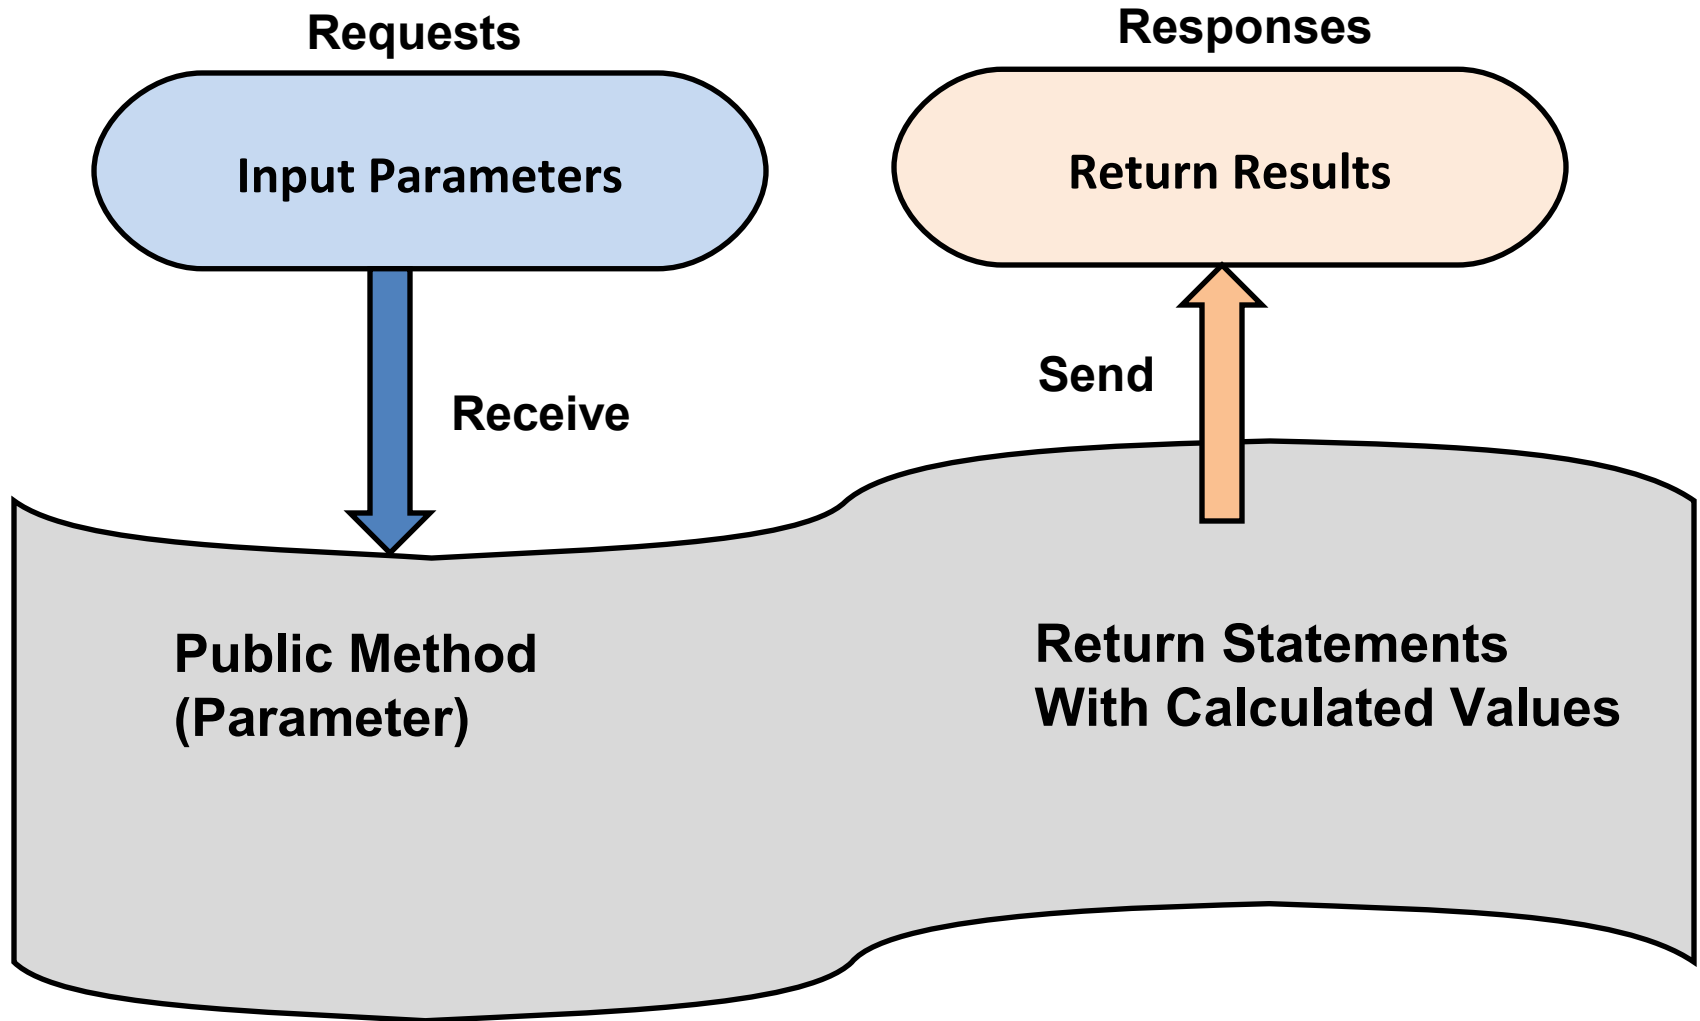 Requests
Responses
Input Parameters
Return Results
Receive
Send
Public Method
(Parameter)
Return Statements
With Calculated Values